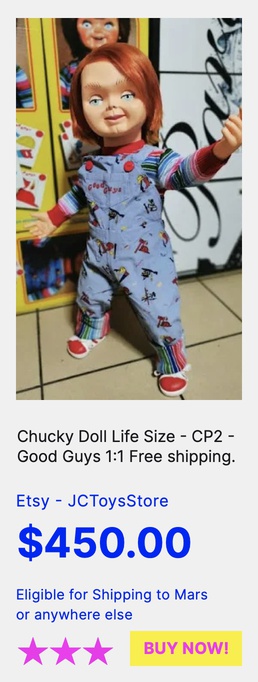 Good Guys
Chucky Doll Life Size - CP2 -
Good Guys 1:1 Free shipping.
Etsy - JCToysStore
$450.00
Eligible for Shipping to Mars
or anywhere else
BUY NOW!